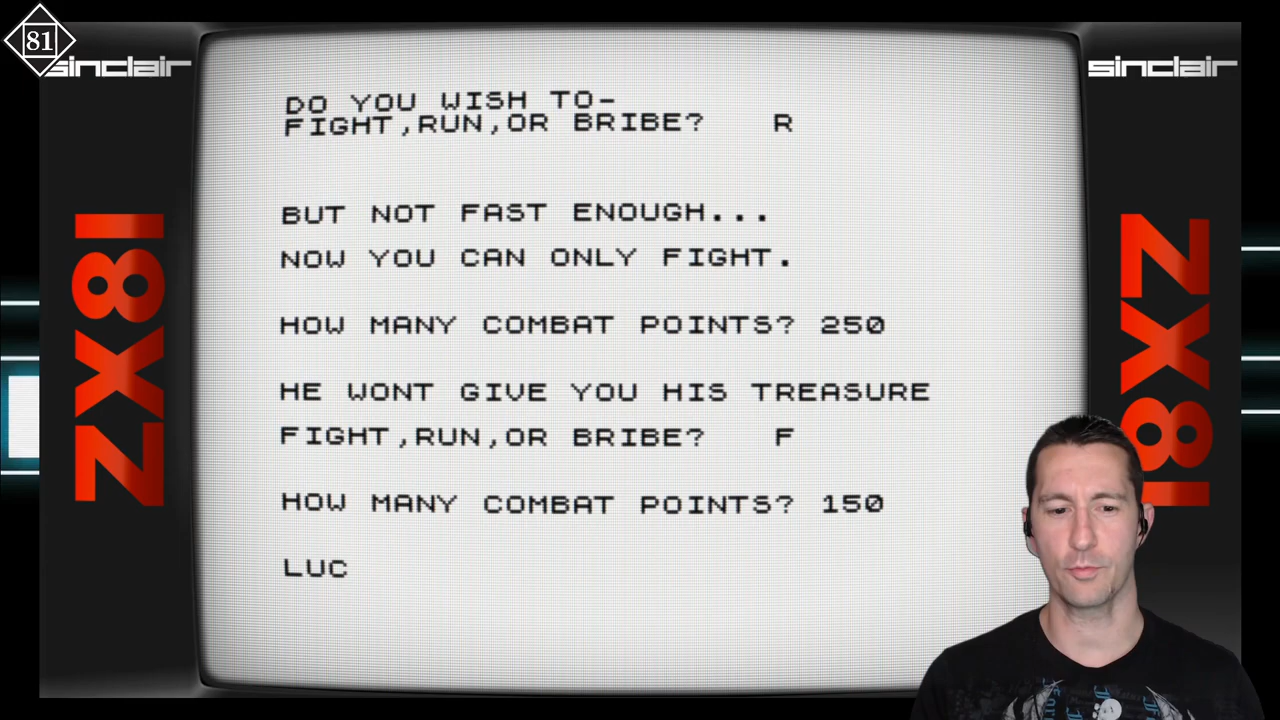 81
sinclair
sinclair
ZX81
ZX81
DO YOU WISH TO-
FIGHT,RUN,OR BRIBE? R
BUT NOT FAST ENOUGH...
NOW YOU CAN ONLY FIGHT.
HOW MANY COMBAT POINTS? 250
HE WONT GIVE YOU HIS TREASURE
FIGHT,RUN,OR BRIBE? F
HOW MANY COMBAT POINTS? 150
LUC